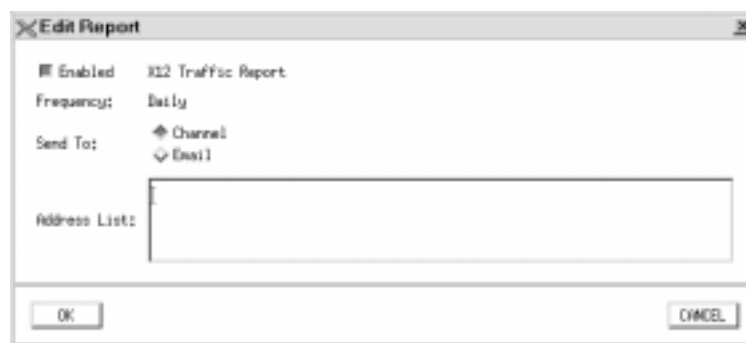 Edit Report
Enabled X12 Traffic Report
Frequency: Daily
Send To: Channel
Email
Address List:
OK CANCEL